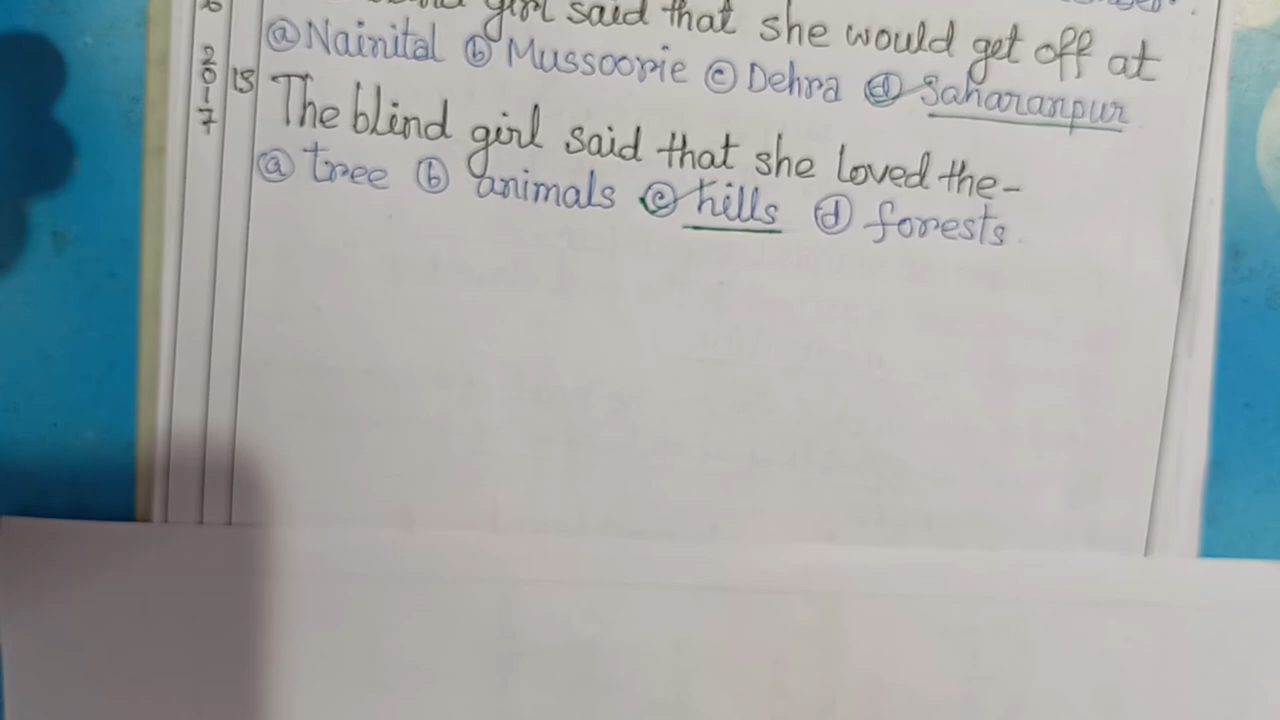 girl said that she would get off at
ⓐ Nainital ⓑ Mussoorie ⓒ Dehra ⓓ Saharanpur
2017
15 The blind girl said that she loved the-
ⓐ tree ⓑ animals ⓒ hills ⓓ forests.